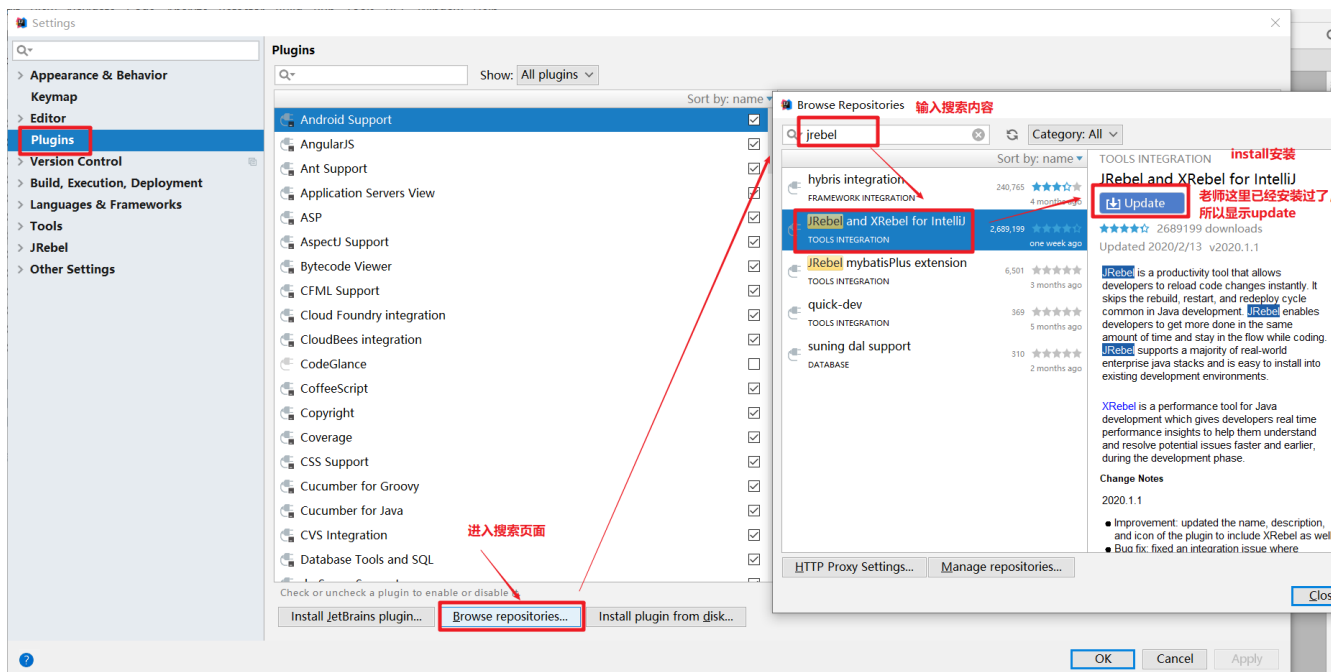 Settings
Appearance & Behavior
Keymap
Editor
Plugins
Version Control
Build, Execution, Deployment
Languages & Frameworks
Tools
JRebel
Other Settings
Plugins
Show: All plugins
Sort by: name
Android Support
AngularJS
Ant Support
Application Servers View
ASP
AspectJ Support
Bytecode Viewer
CFML Support
Cloud Foundry integration
CloudBees integration
CodeGlance
CoffeeScript
Copyright
Coverage
CSS Support
Cucumber for Groovy
Cucumber for Java
CVS Integration
Database Tools and SQL
进入搜索页面
Check or uncheck a plugin to enable or disable
Install JetBrains plugin...
Browse repositories...
Install plugin from disk...
Browse Repositories
输入搜索内容
jrebel
Category: All
Sort by: name
hybris integration
240,765
FRAMEWORK INTEGRATION
4 months ago
JRebel and XRebel for IntelliJ
2,689,199
TOOLS INTEGRATION
one week ago
JRebel mybatisPlus extension
6,501
TOOLS INTEGRATION
3 months ago
quick-dev
369
TOOLS INTEGRATION
5 months ago
suning dal support
310
DATABASE
2 months ago
TOOLS INTEGRATION
install安装
JRebel and XRebel for IntelliJ
Update
老师这里已经安装过了,
所以显示update
2689199 downloads
Updated 2020/2/13 v2020.1.1
JRebel is a productivity tool that allows
developers to reload code changes instantly. It
skips the rebuild, restart, and redeploy cycle
common in Java development. JRebel enables
developers to get more done in the same
amount of time and stay in the flow while coding.
JRebel supports a majority of real-world
enterprise java stacks and is easy to install into
existing development environments.
XRebel is a performance tool for Java
development which gives developers real time
performance insights to help them understand
and resolve potential issues faster and earlier,
during the development phase.
Change Notes
2020.1.1
Improvement: updated the name, description,
and icon of the plugin to include XRebel as well
Bug fix: fixed an integration issue where
HTTP Proxy Settings...
Manage repositories...
Clos
OK
Cancel
Apply